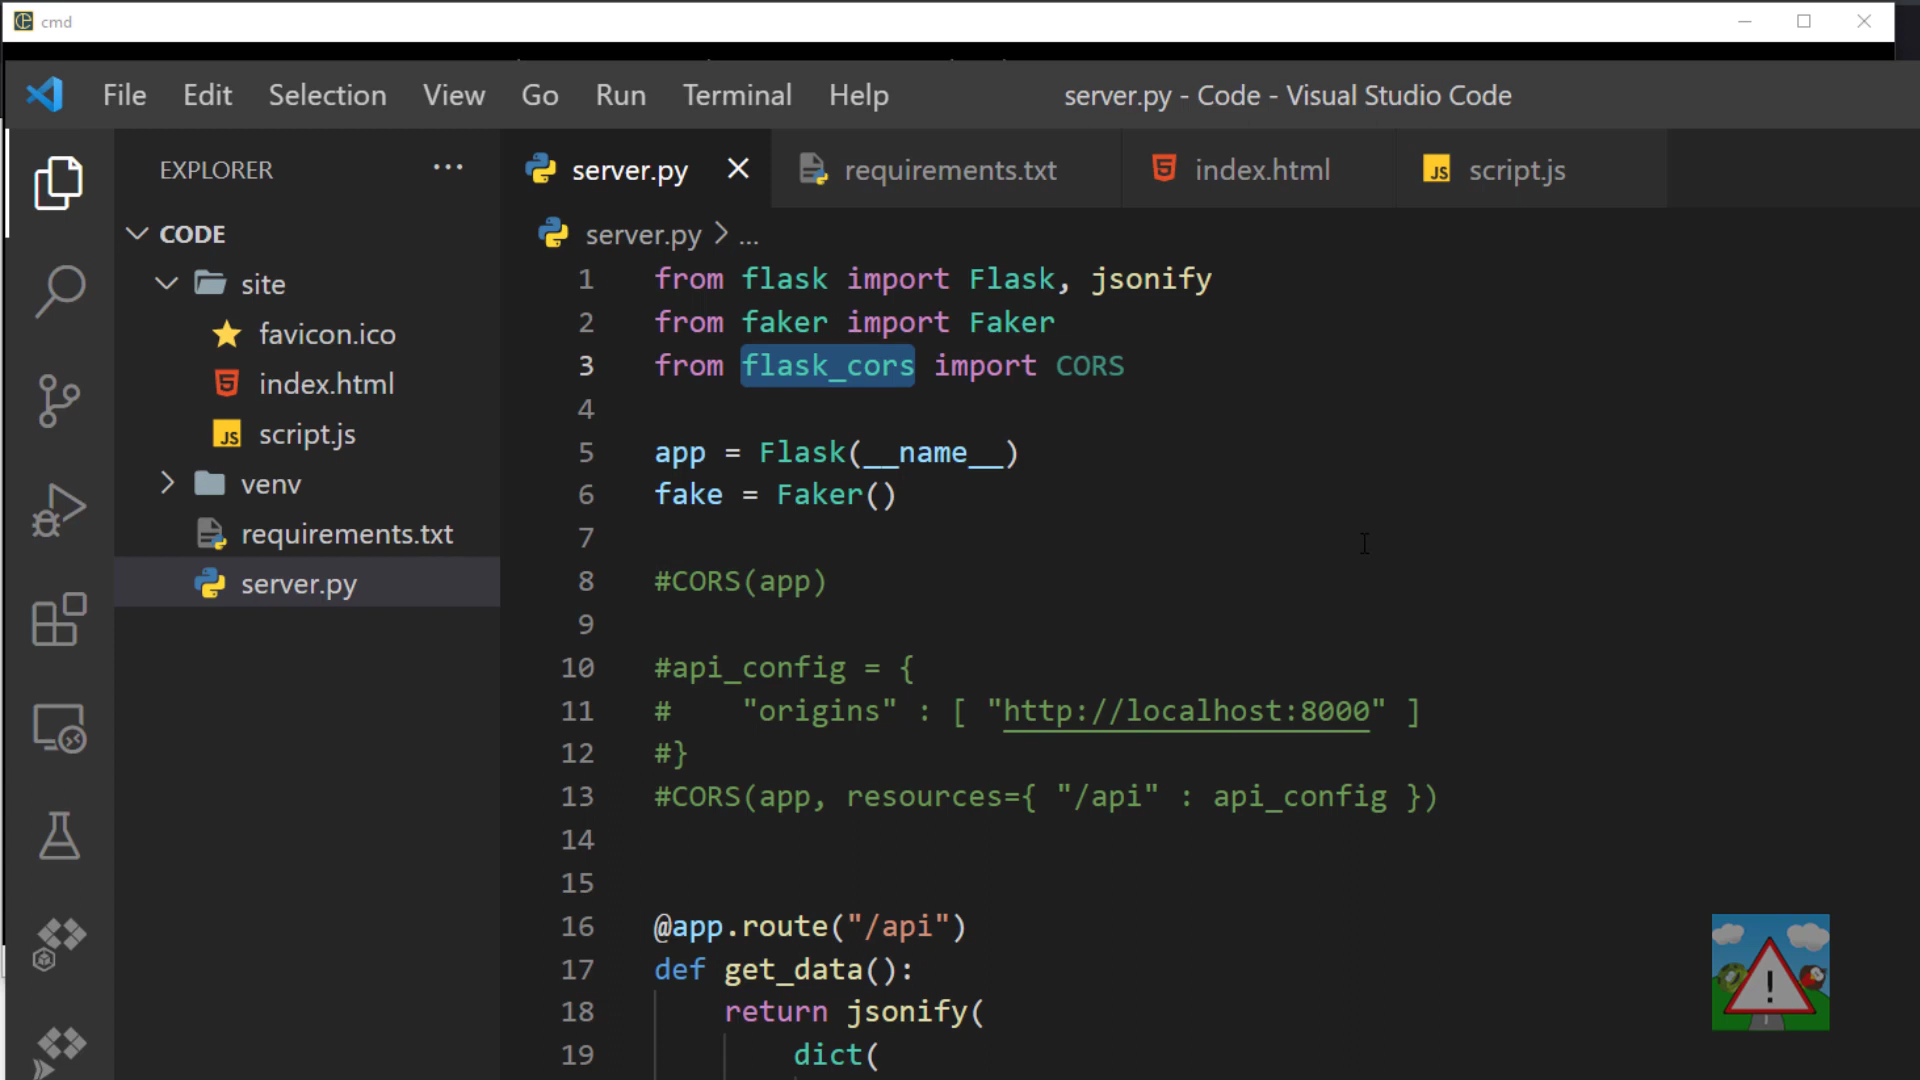 cmd
File Edit Selection View Go Run Terminal Help server.py - Code - Visual Studio Code
EXPLORER ...
CODE
site
favicon.ico
index.html
JS script.js
venv
requirements.txt
server.py
server.py requirements.txt index.html JS script.js
server.py > ...
1 from flask import Flask, jsonify
2 from faker import Faker
3 from flask_cors import CORS
4
5 app = Flask(__name__)
6 fake = Faker()
7
8 #CORS(app)
9
10 #api_config = {
11 #    "origins" : [ "http://localhost:8000" ]
12 #}
13 #CORS(app, resources={ "/api" : api_config })
14
15
16 @app.route("/api")
17 def get_data():
18     return jsonify(
19         dict(
!